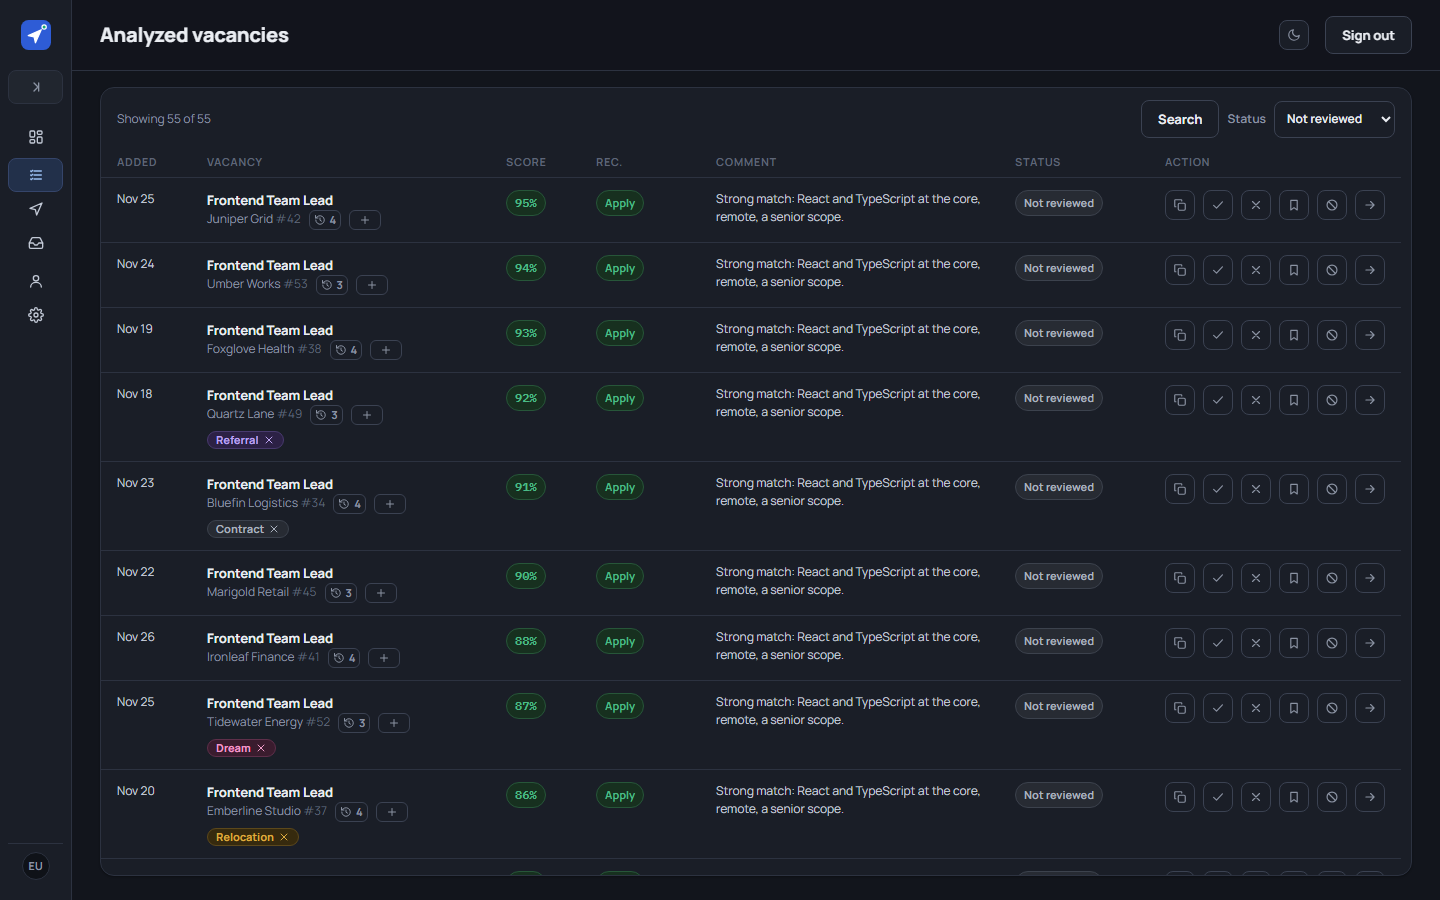 Analyzed vacancies
Sign out
Showing 55 of 55
Search
Status
Not reviewed
ADDED VACANCY SCORE REC. COMMENT STATUS ACTION
Nov 25 Frontend Team Lead 95% Apply Strong match: React and TypeScript at the core, Not reviewed
Juniper Grid #42 4 remote, a senior scope.
Nov 24 Frontend Team Lead 94% Apply Strong match: React and TypeScript at the core, Not reviewed
Umber Works #53 3 remote, a senior scope.
Nov 19 Frontend Team Lead 93% Apply Strong match: React and TypeScript at the core, Not reviewed
Foxglove Health #38 4 remote, a senior scope.
Nov 18 Frontend Team Lead 92% Apply Strong match: React and TypeScript at the core, Not reviewed
Quartz Lane #49 3 remote, a senior scope.
Referral
Nov 23 Frontend Team Lead 91% Apply Strong match: React and TypeScript at the core, Not reviewed
Bluefin Logistics #34 4 remote, a senior scope.
Contract
Nov 22 Frontend Team Lead 90% Apply Strong match: React and TypeScript at the core, Not reviewed
Marigold Retail #45 3 remote, a senior scope.
Nov 26 Frontend Team Lead 88% Apply Strong match: React and TypeScript at the core, Not reviewed
Ironleaf Finance #41 4 remote, a senior scope.
Nov 25 Frontend Team Lead 87% Apply Strong match: React and TypeScript at the core, Not reviewed
Tidewater Energy #52 3 remote, a senior scope.
Dream
Nov 20 Frontend Team Lead 86% Apply Strong match: React and TypeScript at the core, Not reviewed
Emberline Studio #37 4 remote, a senior scope.
Relocation
EU